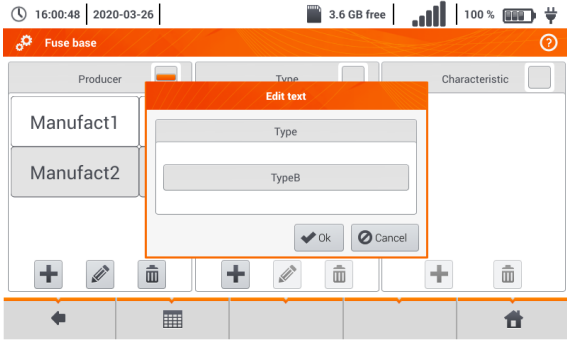 16:00:48 2020-03-26 3.6 GB free 100 %
Fuse base
Producer Type Characteristic
Edit text
Manufact1
Type
Manufact2
TypeB
Ok Cancel